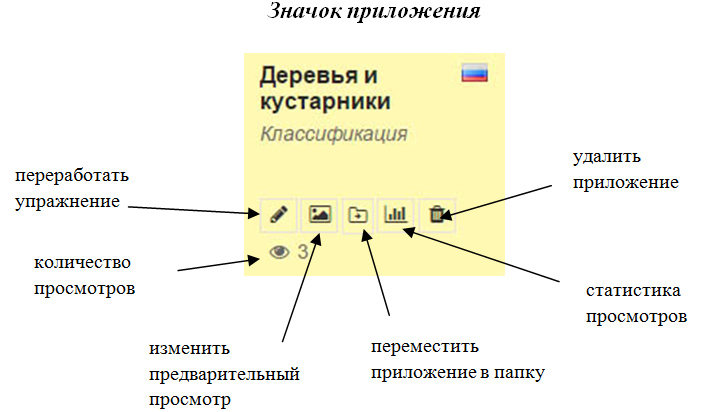 Значок приложения
Деревья и
кустарники
Классификация
переработать
упражнение
удалить
приложение
3
количество
просмотров
статистика
просмотров
изменить
предварительный
просмотр
переместить
приложение в папку